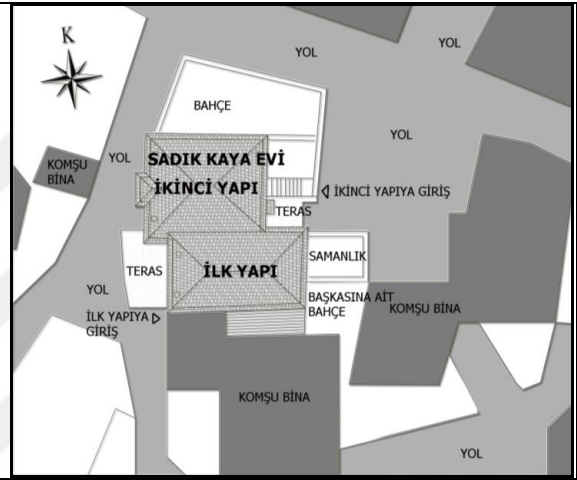 K
YOL
YOL
BAHÇE
YOL
KOMŞU
BİNA
YOL
SADIK KAYA EVİ
İKİNCİ YAPI
İKİNCİ YAPIYA GİRİŞ
TERAS
SAMANLIK
TERAS
İLK YAPI
YOL
BAŞKASINA AİT
BAHÇE
KOMŞU BİNA
İLK YAPIYA
GİRİŞ
KOMŞU BİNA
YOL